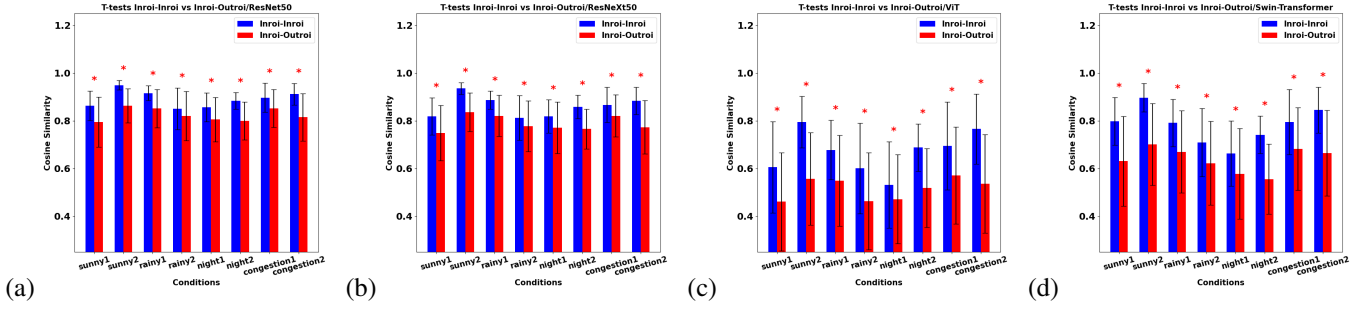 T-tests Inroi-Inroi vs Inroi-Outroi/ResNet50
Inroi-Inroi
Inroi-Outroi
1.2
1.0
0.8
0.6
0.4
Cosine Similarity
* * * * * * * *
sunny1 sunny2 rainy1 rainy2 night1 night2 congestion1 congestion2
Conditions
(a)
T-tests Inroi-Inroi vs Inroi-Outroi/ResNeXt50
Inroi-Inroi
Inroi-Outroi
1.2
1.0
0.8
0.6
0.4
Cosine Similarity
* * * * * * * *
sunny1 sunny2 rainy1 rainy2 night1 night2 congestion1 congestion2
Conditions
(b)
T-tests Inroi-Inroi vs Inroi-Outroi/ViT
Inroi-Inroi
Inroi-Outroi
1.2
1.0
0.8
0.6
0.4
Cosine Similarity
* * * * * * * *
sunny1 sunny2 rainy1 rainy2 night1 night2 congestion1 congestion2
Conditions
(c)
T-tests Inroi-Inroi vs Inroi-Outroi/Swin-Transformer
Inroi-Inroi
Inroi-Outroi
1.2
1.0
0.8
0.6
0.4
Cosine Similarity
* * * * * * * *
sunny1 sunny2 rainy1 rainy2 night1 night2 congestion1 congestion2
Conditions
(d)